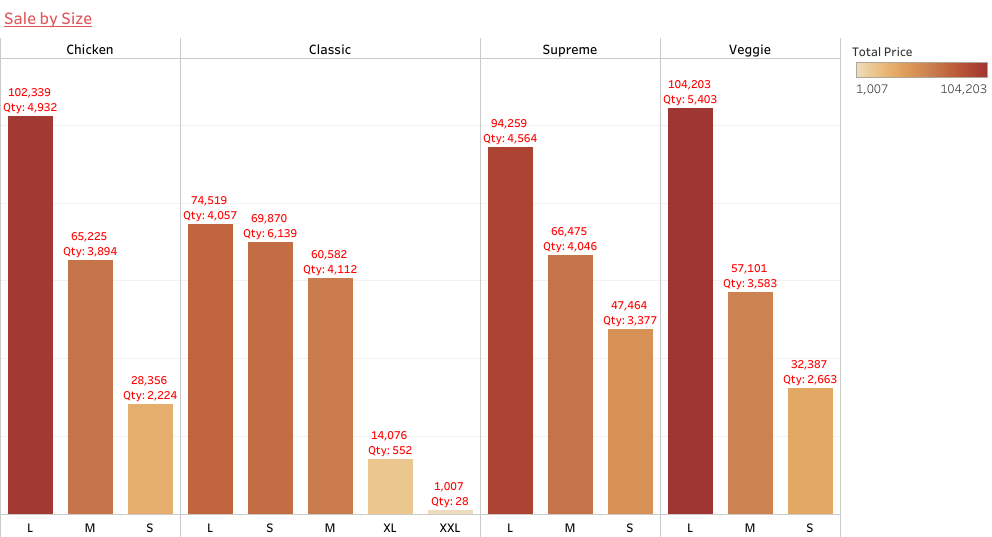 Sale by Size
Chicken
Classic
Supreme
Veggie
Total Price
1,007
104,203
102,339
Qty: 4,932
65,225
Qty: 3,894
28,356
Qty: 2,224
74,519
Qty: 4,057
69,870
Qty: 6,139
60,582
Qty: 4,112
14,076
Qty: 552
1,007
Qty: 28
94,259
Qty: 4,564
66,475
Qty: 4,046
47,464
Qty: 3,377
104,203
Qty: 5,403
57,101
Qty: 3,583
32,387
Qty: 2,663
L
M
S
L
S
M
XL
XXL
L
M
S
L
M
S